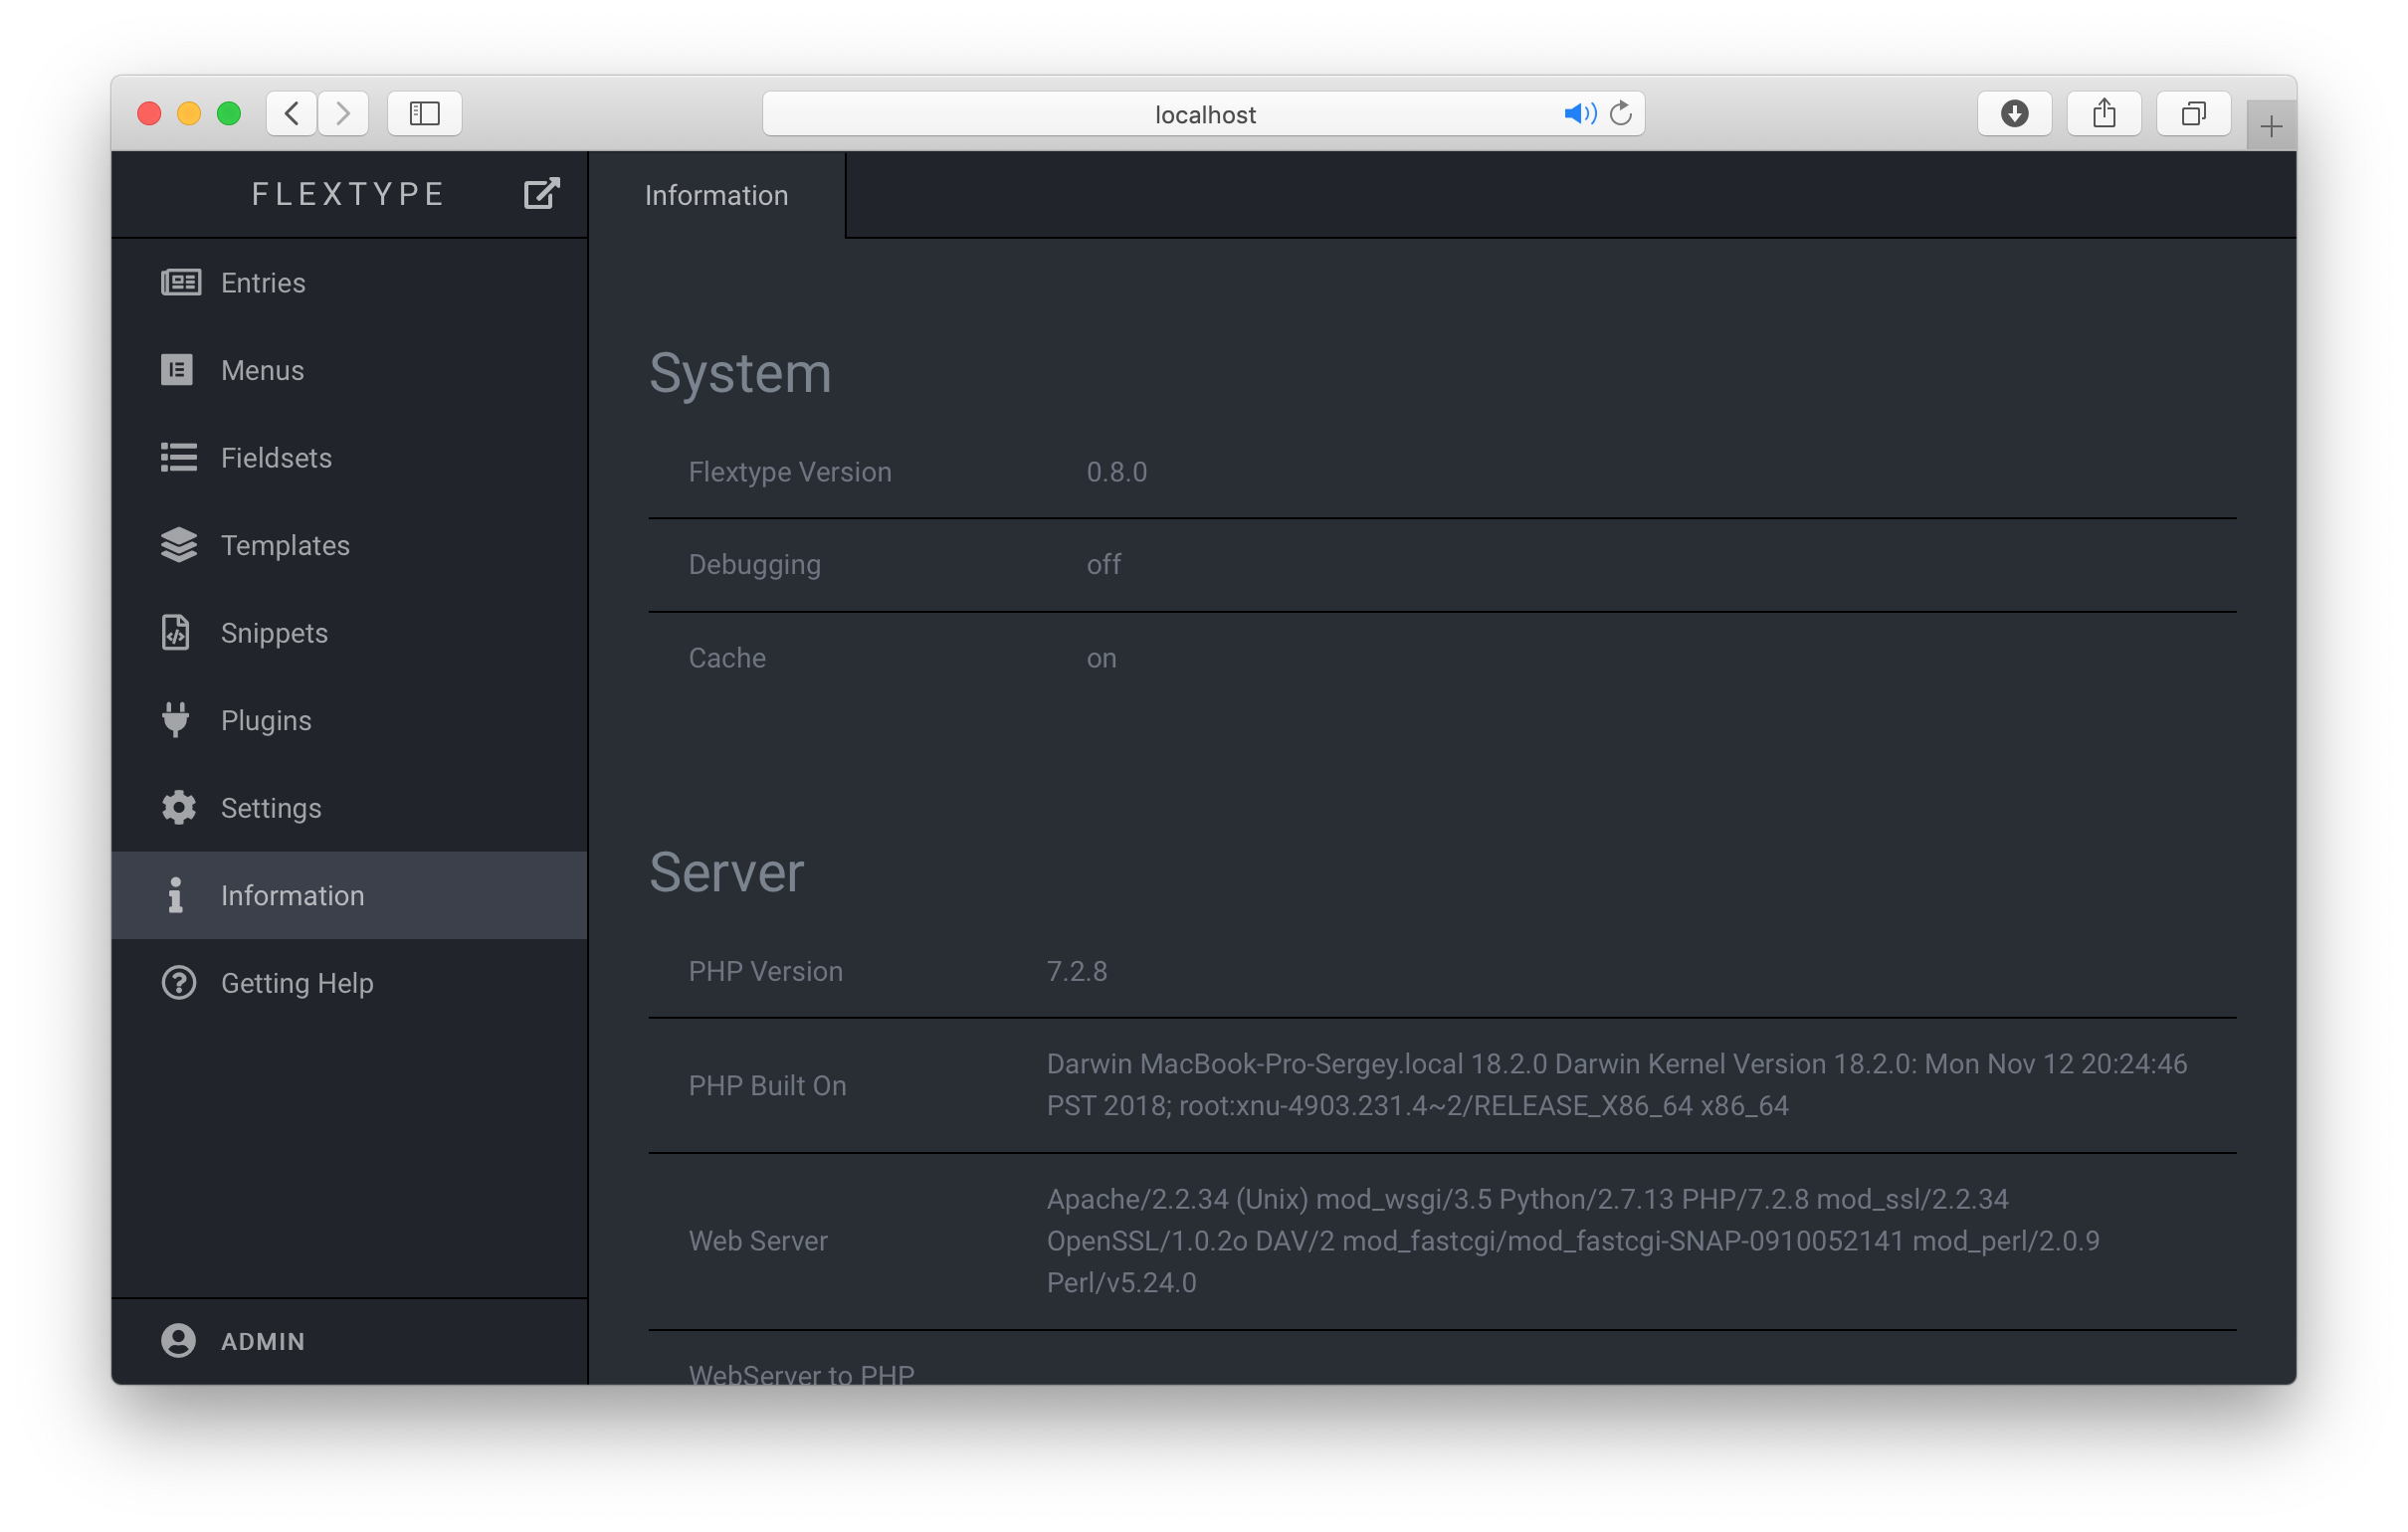 localhost
FLEXTYPE
Information
Entries
Menus
Fieldsets
Templates
Snippets
Plugins
Settings
Information
Getting Help
ADMIN
System
Flextype Version 0.8.0
Debugging off
Cache on
Server
PHP Version 7.2.8
PHP Built On
Darwin MacBook-Pro-Sergey.local 18.2.0 Darwin Kernel Version 18.2.0: Mon Nov 12 20:24:46
PST 2018; root:xnu-4903.231.4~2/RELEASE_X86_64 x86_64
Web Server
Apache/2.2.34 (Unix) mod_wsgi/3.5 Python/2.7.13 PHP/7.2.8 mod_ssl/2.2.34
OpenSSL/1.0.2o DAV/2 mod_fastcgi/mod_fastcgi-SNAP-0910052141 mod_perl/2.0.9
Perl/v5.24.0
WebServer to PHP